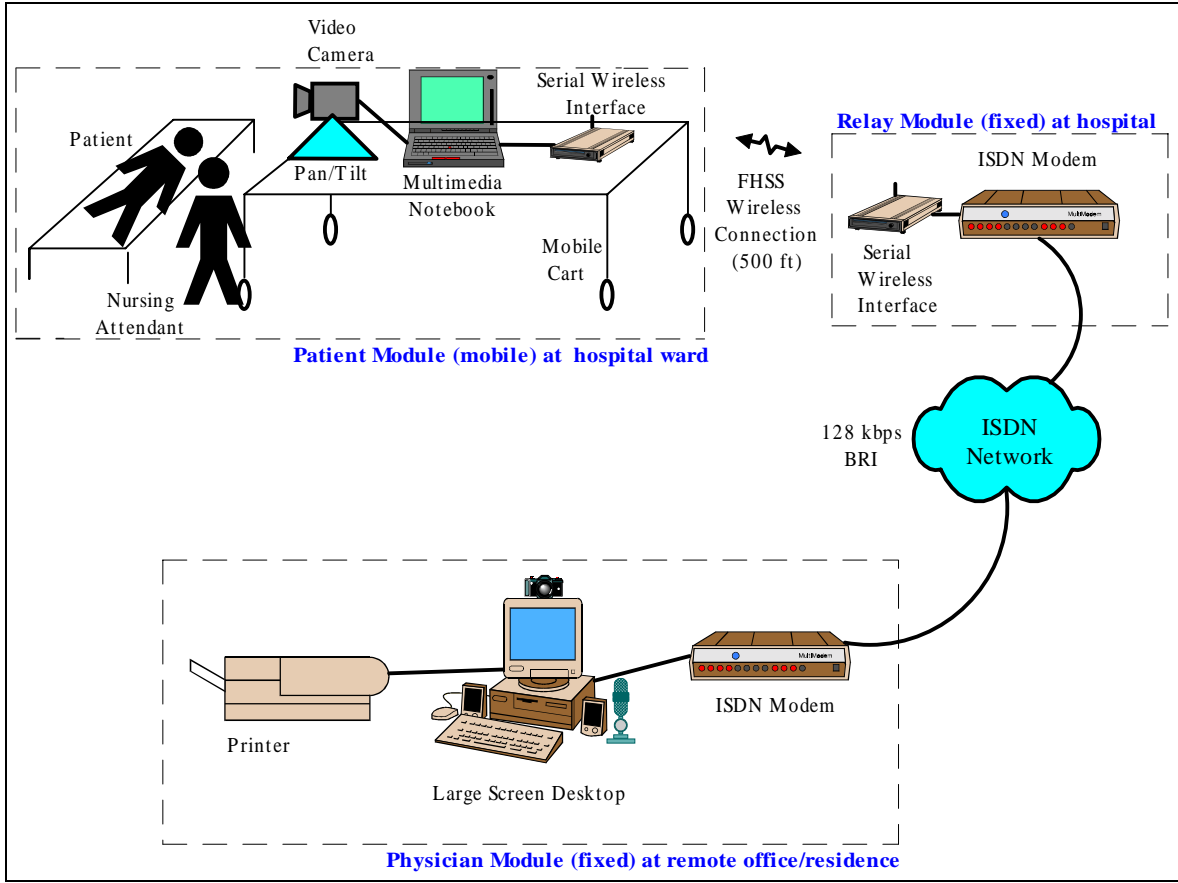 Video
Camera
Serial Wireless
Interface
Patient
Pan/Tilt
Multimedia
Notebook
Mobile
Cart
Nursing
Attendant
Patient Module (mobile) at hospital ward
FHSS
Wireless
Connection
(500 ft)
Relay Module (fixed) at hospital
ISDN Modem
MultiModem
Serial
Wireless
Interface
128 kbps
BRI
ISDN
Network
MultiModem
ISDN Modem
Printer
Large Screen Desktop
Physician Module (fixed) at remote office/residence